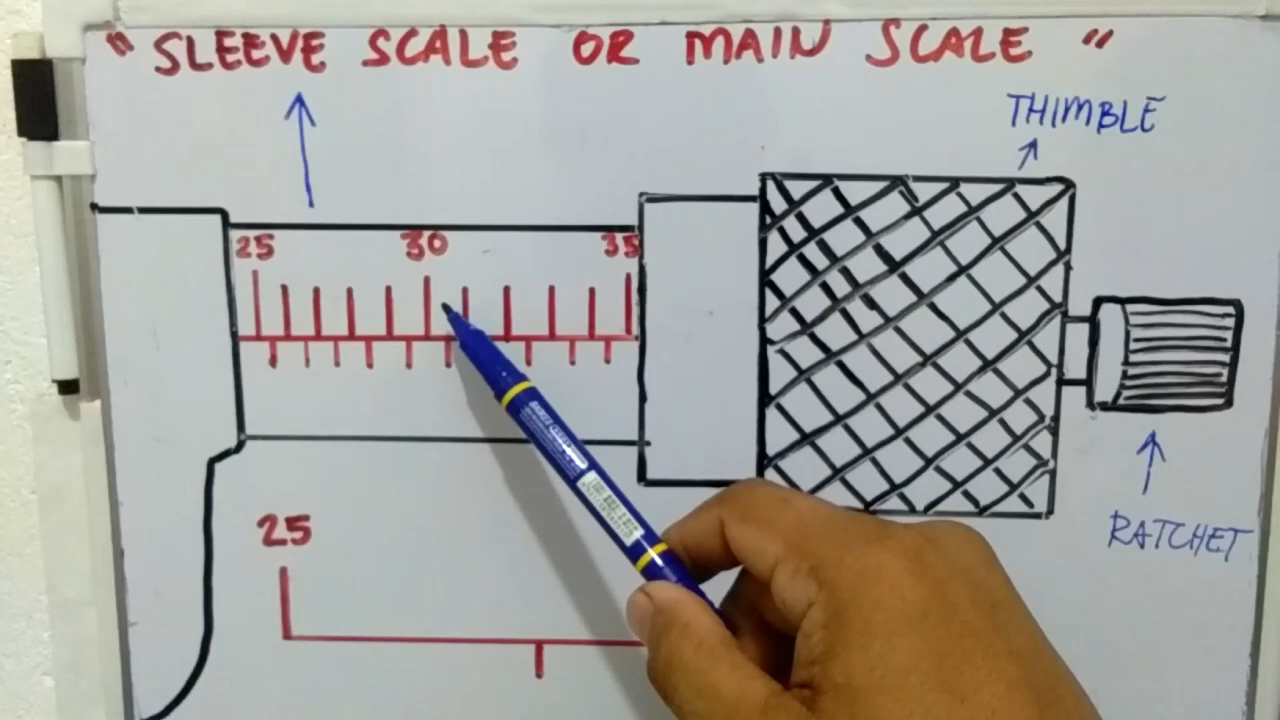 " SLEEVE SCALE OR MAIN SCALE "
THIMBLE
25 30 35
RATCHET
25